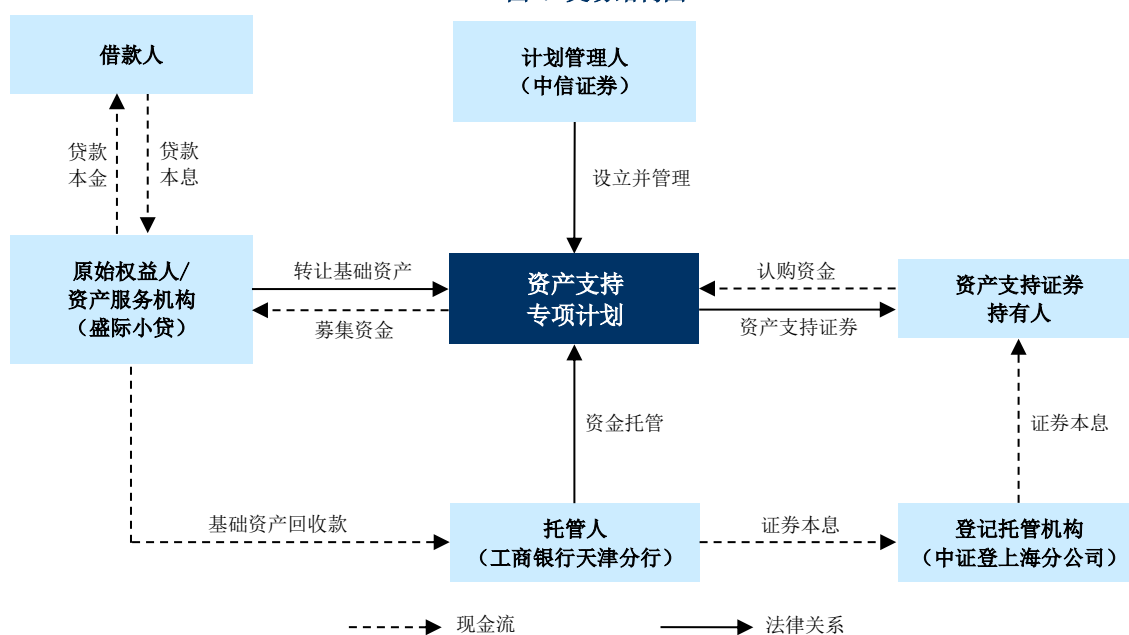 借款人
计划管理人
（中信证券）
贷款
本金
贷款
本息
设立并管理
原始权益人/
资产服务机构
（盛际小贷）
转让基础资产
募集资金
资产支持
专项计划
认购资金
资产支持证券
资产支持证券
持有人
资金托管
证券本息
基础资产回收款
托管人
（工商银行天津分行）
证券本息
登记托管机构
（中证登上海分公司）
现金流
法律关系